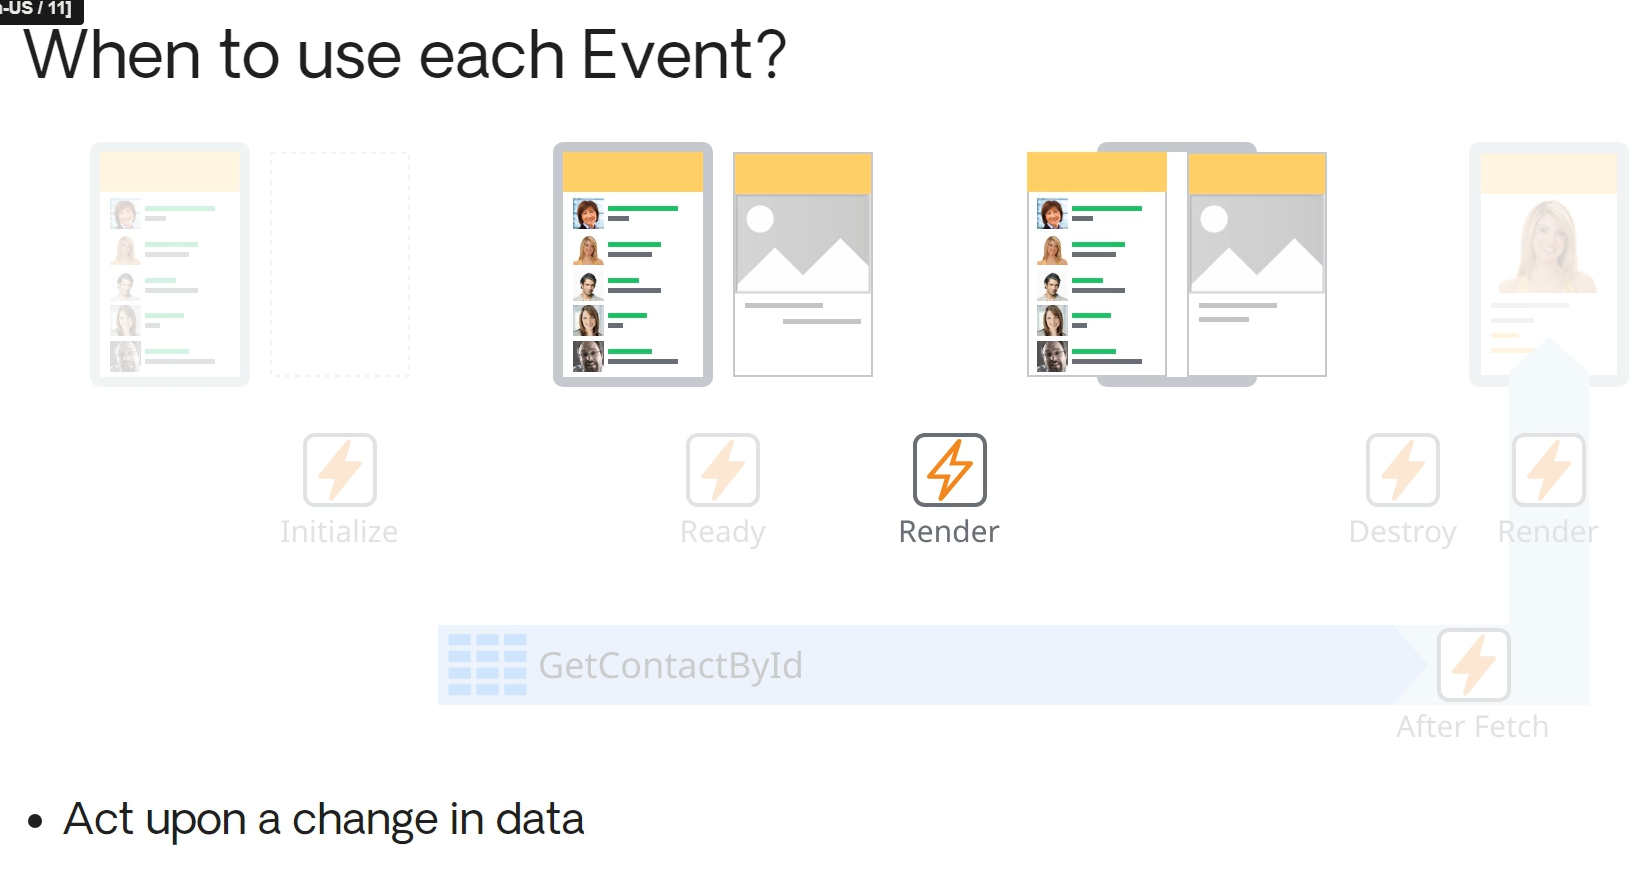 -US / 11]
When to use each Event?
Initialize
Ready
Render
Destroy
Render
GetContactById
After Fetch
• Act upon a change in data